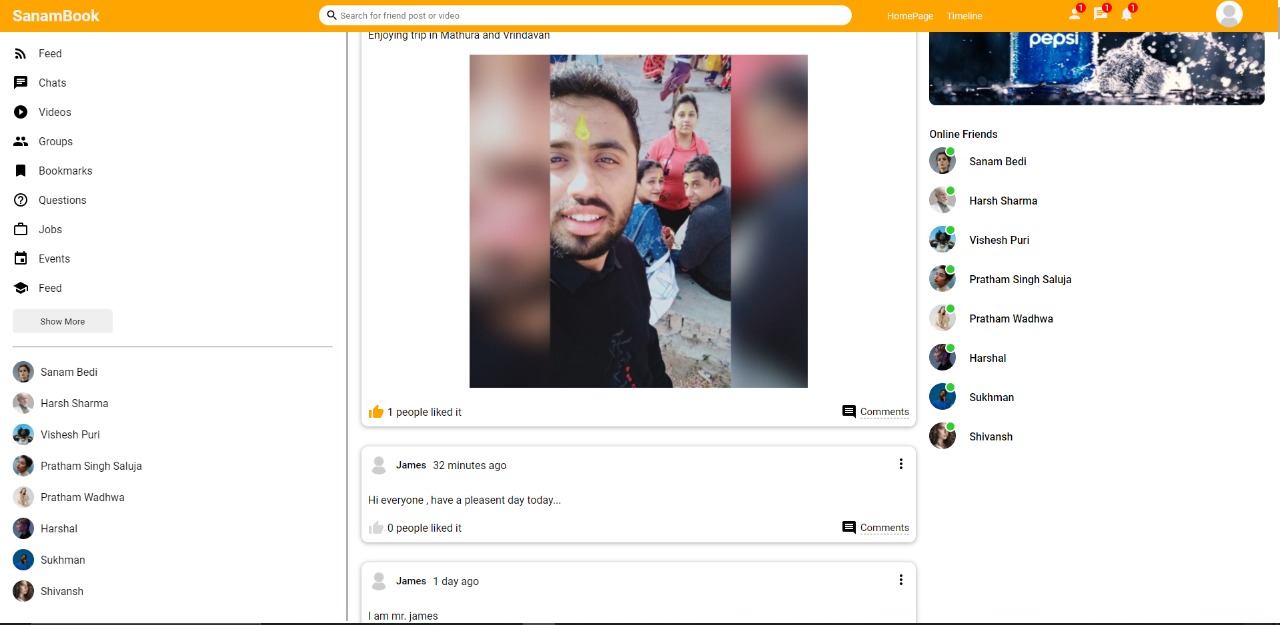 SanamBook
Search for friend post or video
HomePage
Timeline
1
1
1
Feed
Chats
Videos
Groups
Bookmarks
Questions
Jobs
Events
Feed
Show More
Sanam Bedi
Harsh Sharma
Vishesh Puri
Pratham Singh Saluja
Pratham Wadhwa
Harshal
Sukhman
Shivansh
Enjoying trip in Mathura and Vrindavan
1 people liked it
Comments
James 32 minutes ago
Hi everyone , have a pleasent day today...
0 people liked it
Comments
James 1 day ago
I am mr. james
pepsi
Online Friends
Sanam Bedi
Harsh Sharma
Vishesh Puri
Pratham Singh Saluja
Pratham Wadhwa
Harshal
Sukhman
Shivansh